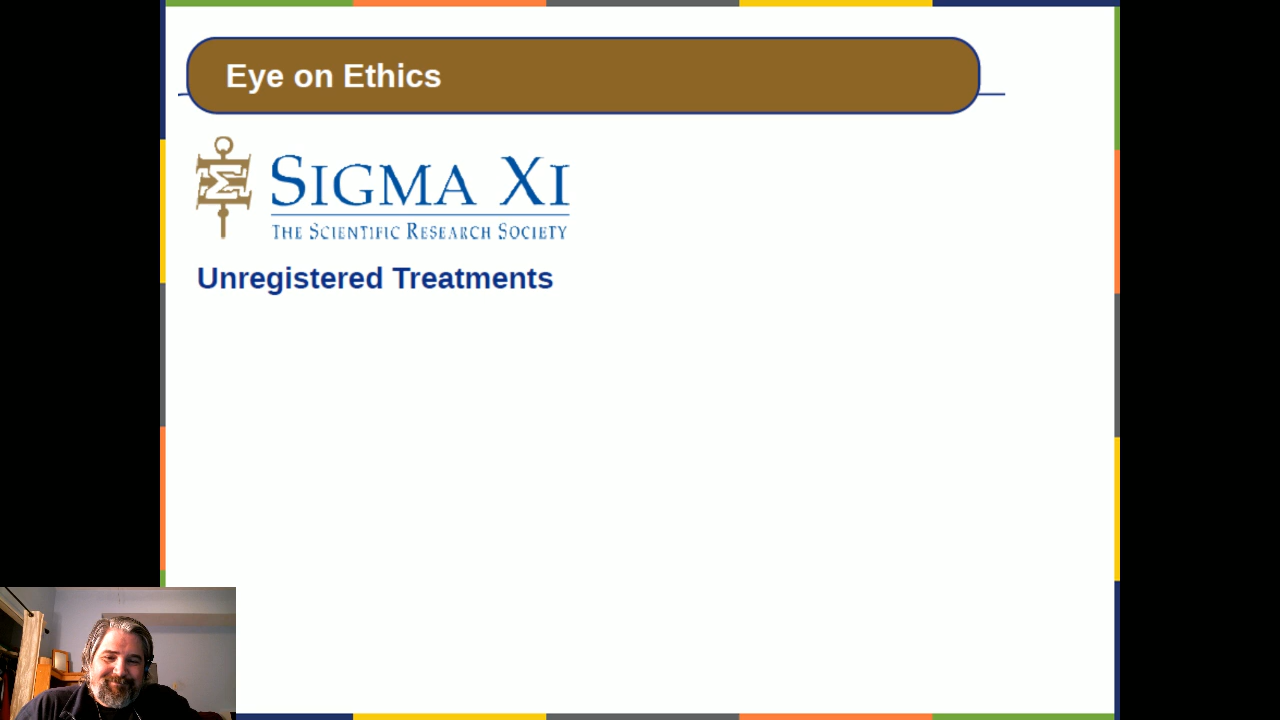 Eye on Ethics
SIGMA XI
THE SCIENTIFIC RESEARCH SOCIETY
Unregistered Treatments